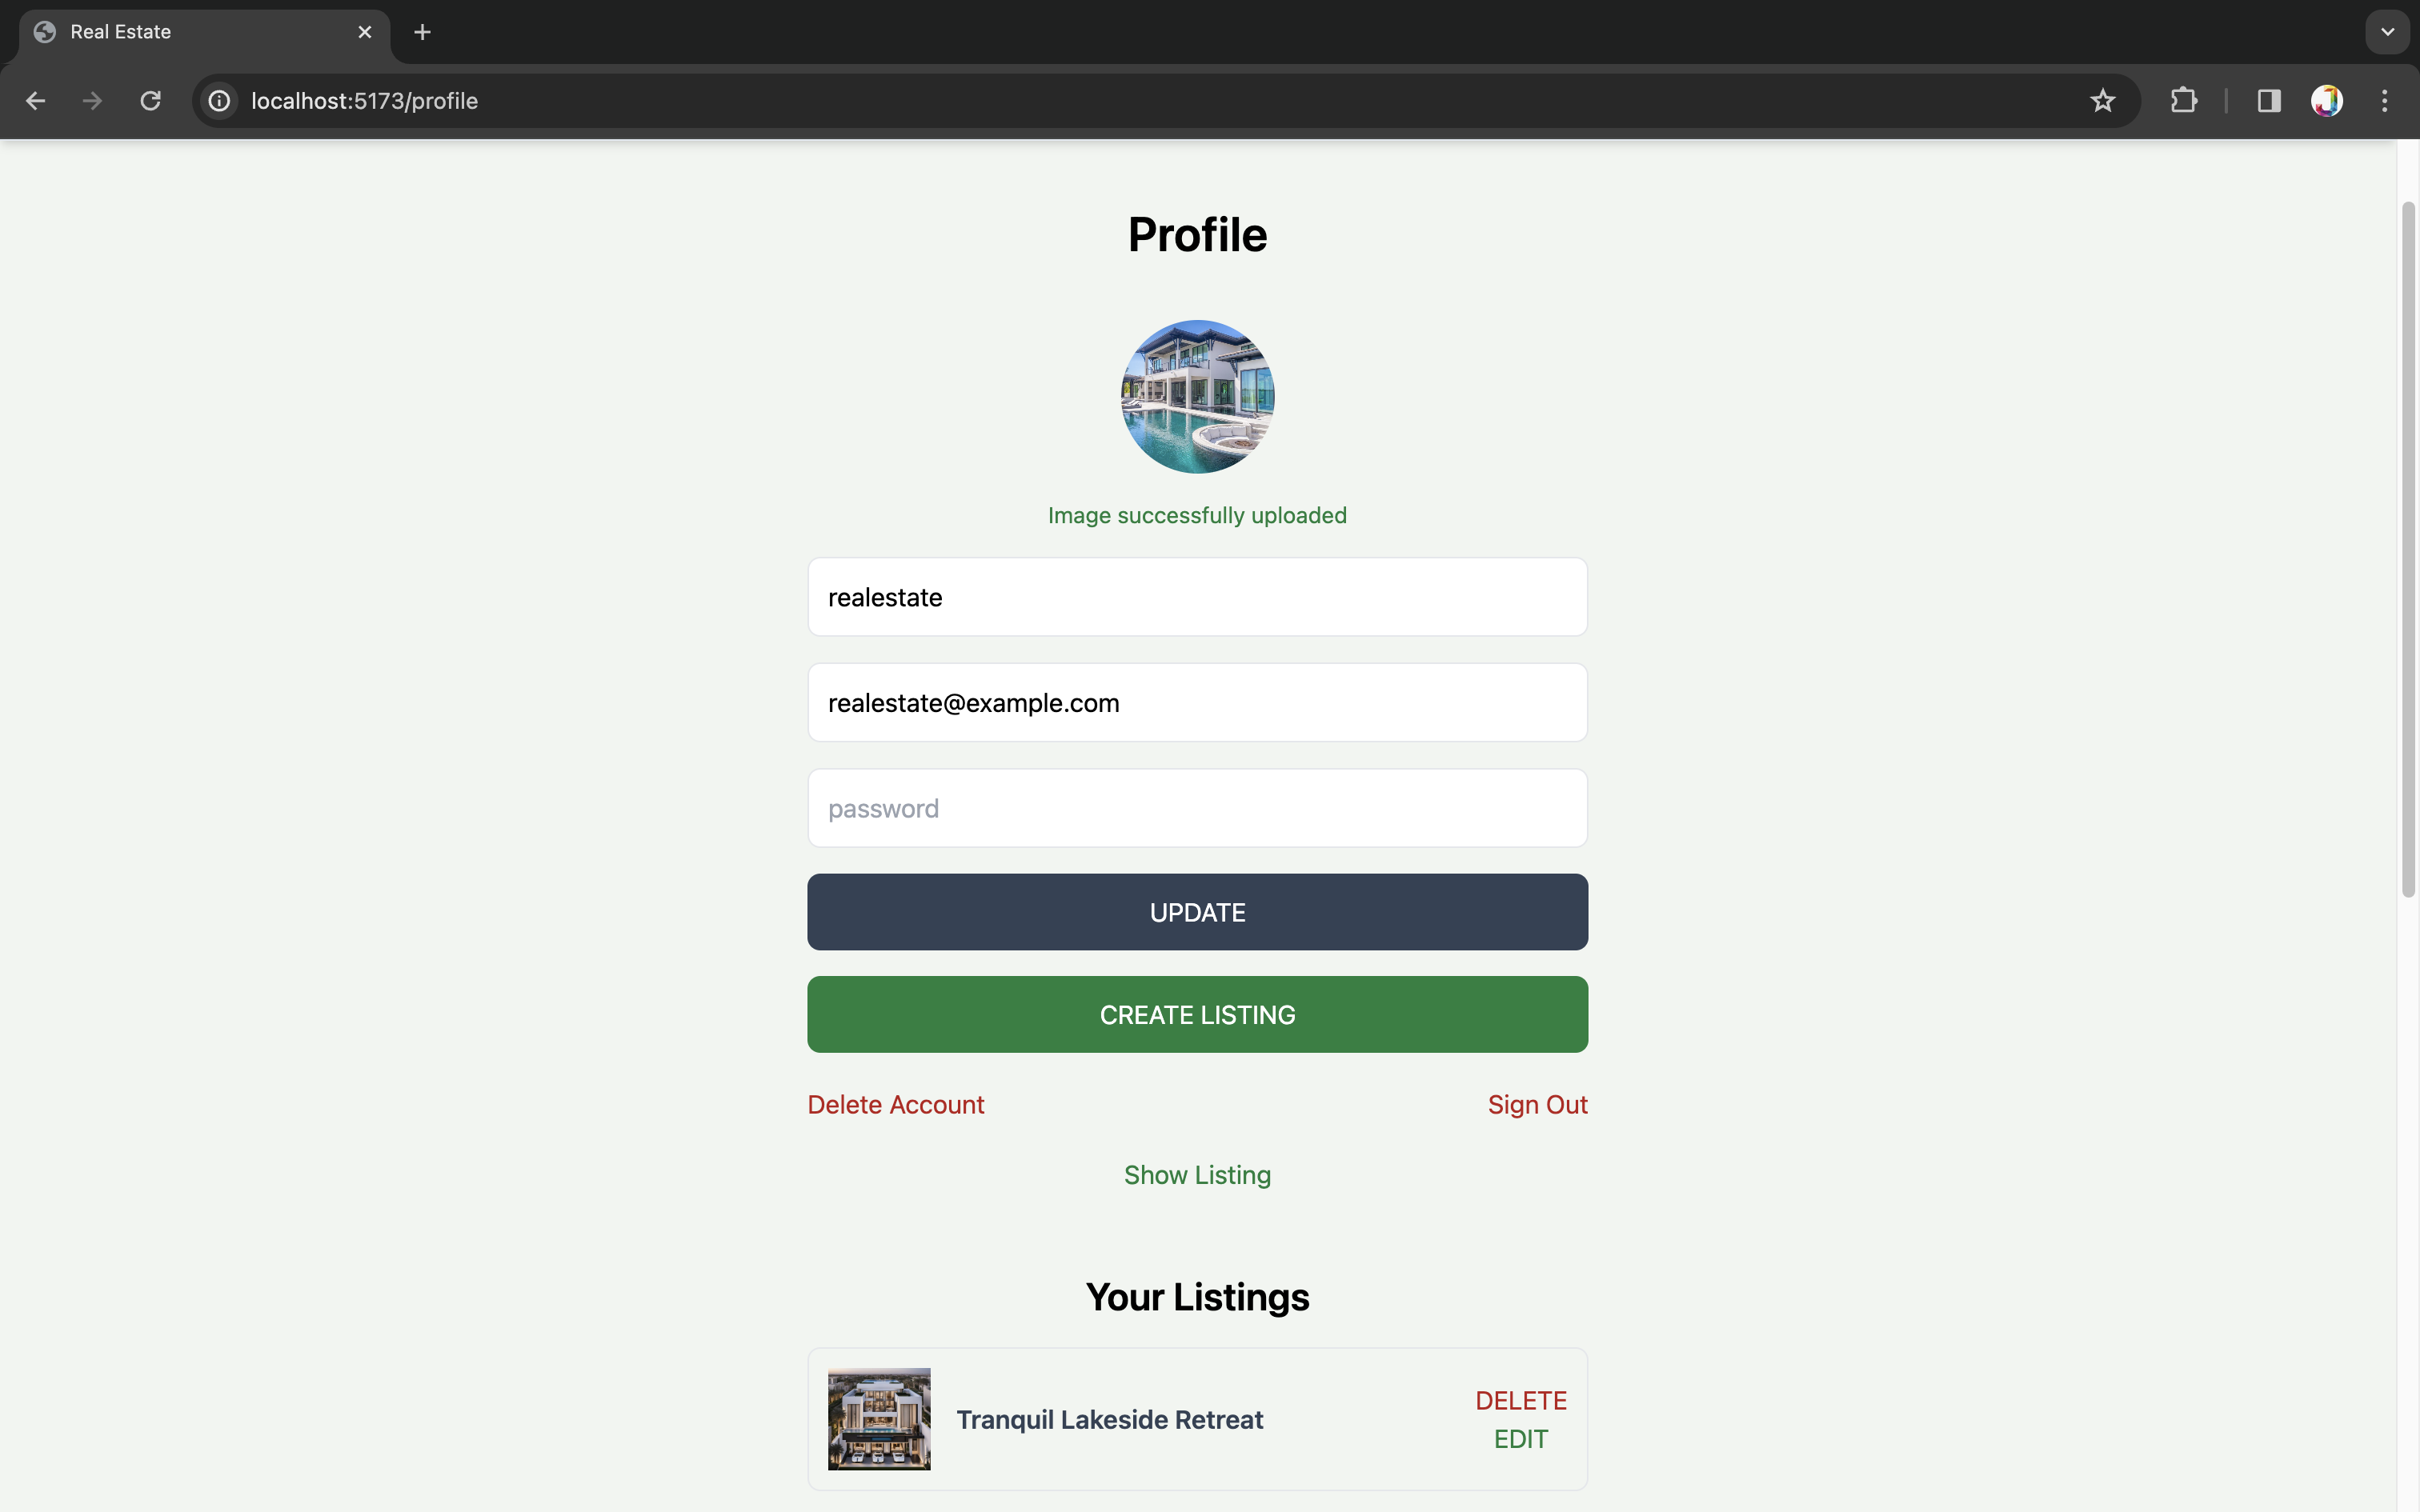 Real Estate
localhost:5173/profile
Profile
Image successfully uploaded
realestate
realestate@example.com
password
UPDATE
CREATE LISTING
Delete Account
Sign Out
Show Listing
Your Listings
Tranquil Lakeside Retreat
DELETE
EDIT